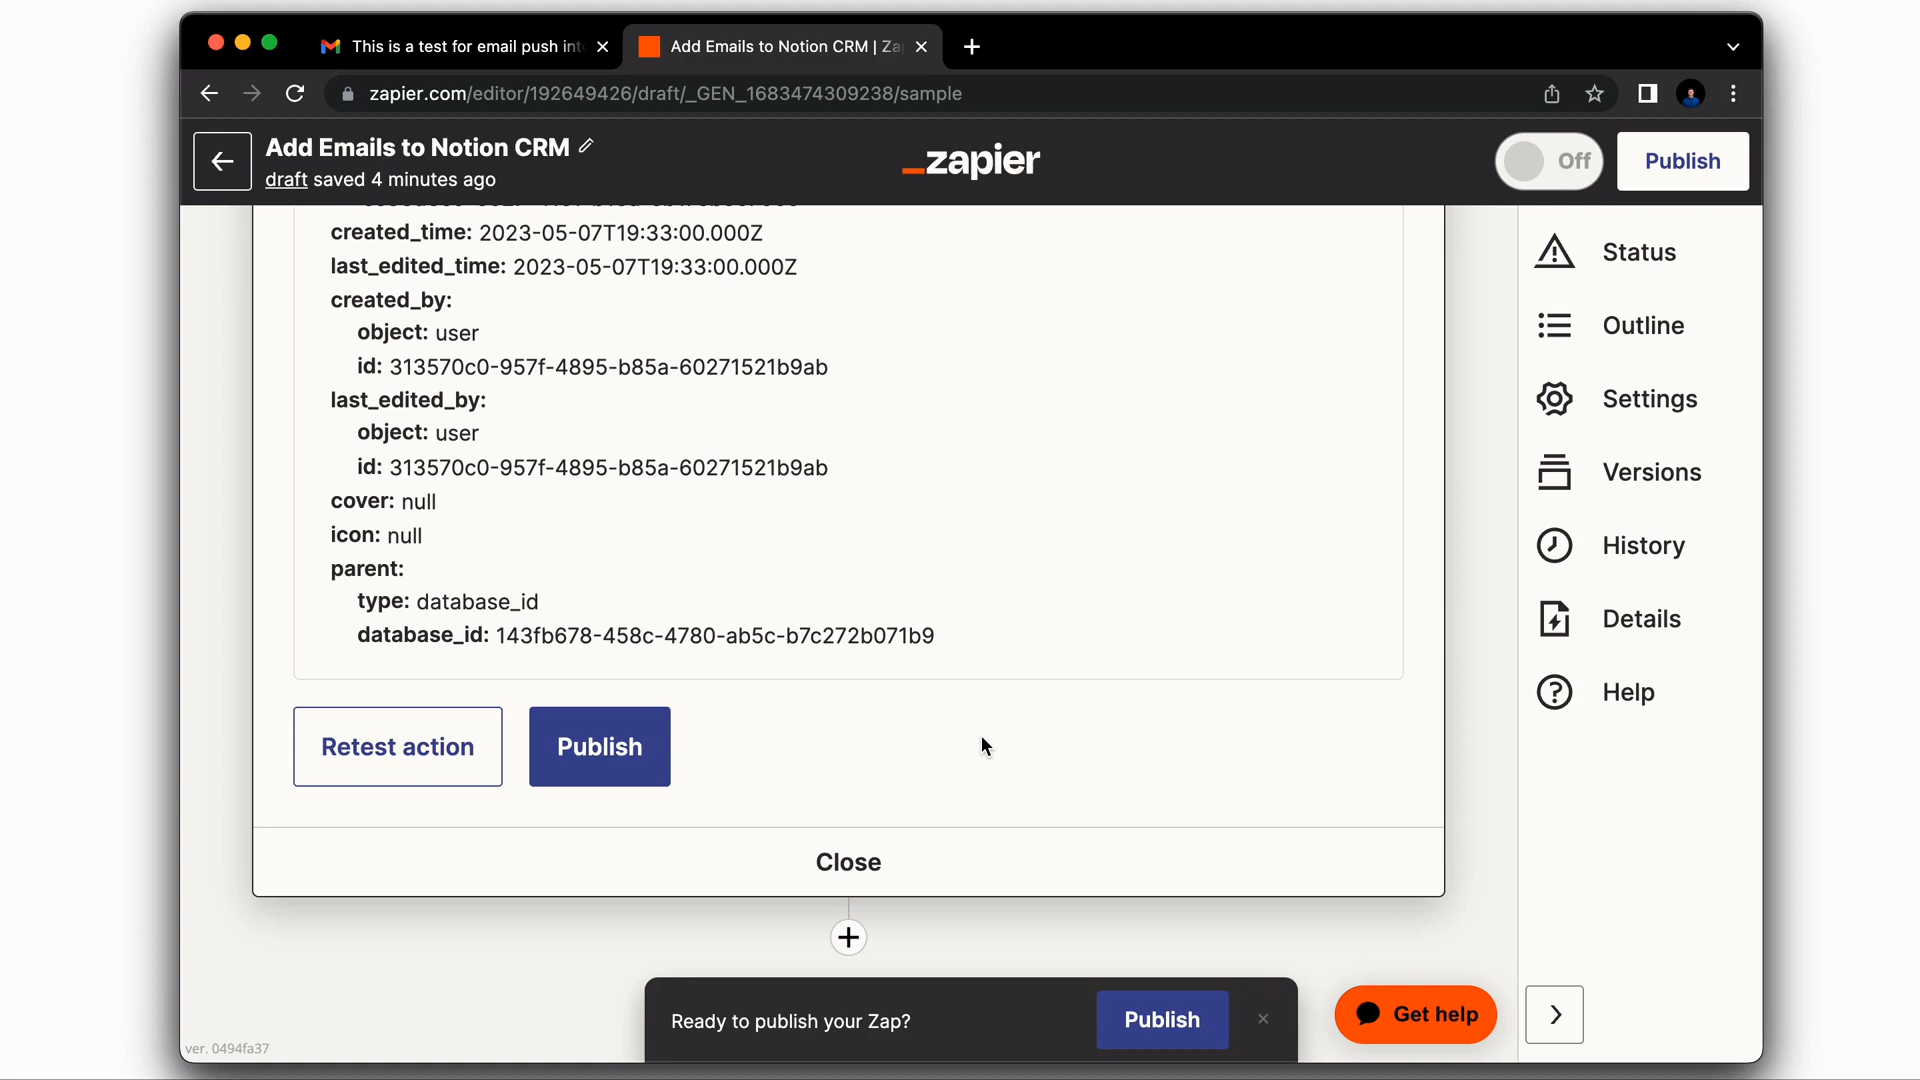 This is a test for email push int
Add Emails to Notion CRM | Za
zapier.com/editor/192649426/draft/_GEN_1683474309238/sample
Add Emails to Notion CRM
draft saved 4 minutes ago
_zapier
Off
Publish
created_time: 2023-05-07T19:33:00.000Z
last_edited_time: 2023-05-07T19:33:00.000Z
created_by:
object: user
id: 313570c0-957f-4895-b85a-60271521b9ab
last_edited_by:
object: user
id: 313570c0-957f-4895-b85a-60271521b9ab
cover: null
icon: null
parent:
type: database_id
database_id: 143fb678-458c-4780-ab5c-b7c272b071b9
Retest action
Publish
Close
Status
Outline
Settings
Versions
History
Details
Help
Ready to publish your Zap?
Publish
Get help
ver. 0494fa37